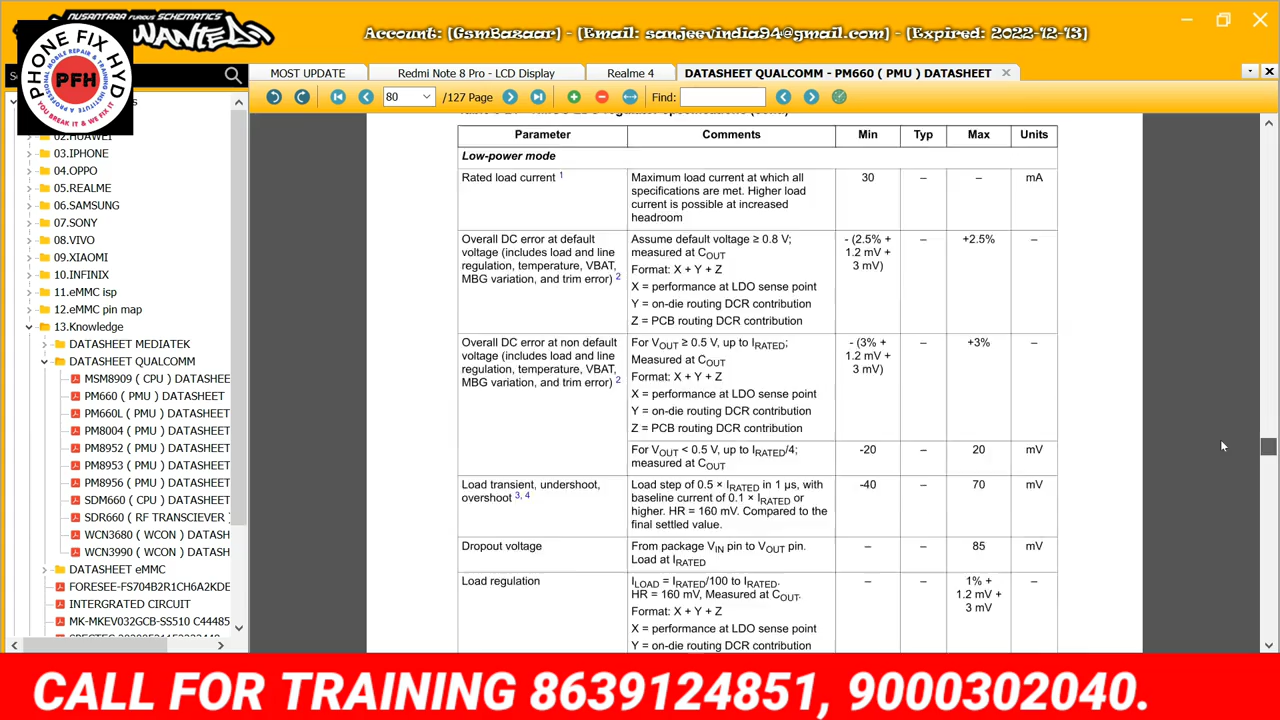 NUSANTARA FURIOUS SCHEMATICS
WANTEDS
Account: [GsmBazaar] - [Email: sanjeevindia94@gmail.com] - [Expired: 2022-12-13]
PHONE FIX HYD
PFH
A PROFESSIONAL MOBILE REPAIR & TRAINING INSTITUTE
YOU BREAK IT & WE FIX IT
MOST UPDATE
Redmi Note 8 Pro - LCD Display
Realme 4
DATASHEET QUALCOMM - PM660 ( PMU ) DATASHEET
80 /127 Page
Find:
02.HUAWEI
03.IPHONE
04.OPPO
05.REALME
06.SAMSUNG
07.SONY
08.VIVO
09.XIAOMI
10.INFINIX
11.eMMC isp
12.eMMC pin map
13.Knowledge
DATASHEET MEDIATEK
DATASHEET QUALCOMM
MSM8909 ( CPU ) DATASHEE
PM660 ( PMU ) DATASHEET
PM660L ( PMU ) DATASHEET
PM8004 ( PMU ) DATASHEET
PM8952 ( PMU ) DATASHEET
PM8953 ( PMU ) DATASHEET
PM8956 ( PMU ) DATASHEET
SDM660 ( CPU ) DATASHEET
SDR660 ( RF TRANSCIEVER )
WCN3680 ( WCON ) DATASH
WCN3990 ( WCON ) DATASH
DATASHEET eMMC
FORESEE-FS704B2R1CH6A2KDE
INTERGRATED CIRCUIT
MK-MKEV032GCB-SS510 C44485
Parameter Comments Min Typ Max Units
Low-power mode
Rated load current 1 Maximum load current at which all 30 – – mA
specifications are met. Higher load
current is possible at increased
headroom
Overall DC error at default Assume default voltage ≥ 0.8 V; - (2.5% + – +2.5% –
voltage (includes load and line measured at COUT 1.2 mV +
regulation, temperature, VBAT, Format: X + Y + Z 3 mV)
MBG variation, and trim error) 2 X = performance at LDO sense point
Y = on-die routing DCR contribution
Z = PCB routing DCR contribution
Overall DC error at non default For VOUT ≥ 0.5 V, up to IRATED; - (3% + – +3% –
voltage (includes load and line Measured at COUT 1.2 mV +
regulation, temperature, VBAT, Format: X + Y + Z 3 mV)
MBG variation, and trim error) 2 X = performance at LDO sense point
Y = on-die routing DCR contribution
Z = PCB routing DCR contribution
For VOUT < 0.5 V, up to IRATED/4; -20 – 20 mV
measured at COUT
Load transient, undershoot, Load step of 0.5 × IRATED in 1 µs, with -40 – 70 mV
overshoot 3, 4 baseline current of 0.1 × IRATED or
higher. HR = 160 mV. Compared to the
final settled value.
Dropout voltage From package VIN pin to VOUT pin. – – 85 mV
Load at IRATED
Load regulation ILOAD = IRATED/100 to IRATED. – – 1% + –
HR = 160 mV, Measured at COUT. 1.2 mV +
Format: X + Y + Z 3 mV
X = performance at LDO sense point
Y = on-die routing DCR contribution
CALL FOR TRAINING 8639124851, 9000302040.